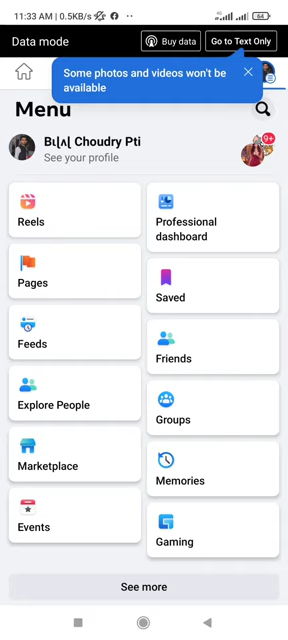 11:33 AM | 0.5KB/s
64
Data mode
Buy data
Go to Text Only
Some photos and videos won't be
available
Menu
Choudry Pti
See your profile
9+
Reels
Professional
dashboard
Pages
Saved
Feeds
Friends
Explore People
Groups
Marketplace
Memories
Events
Gaming
See more